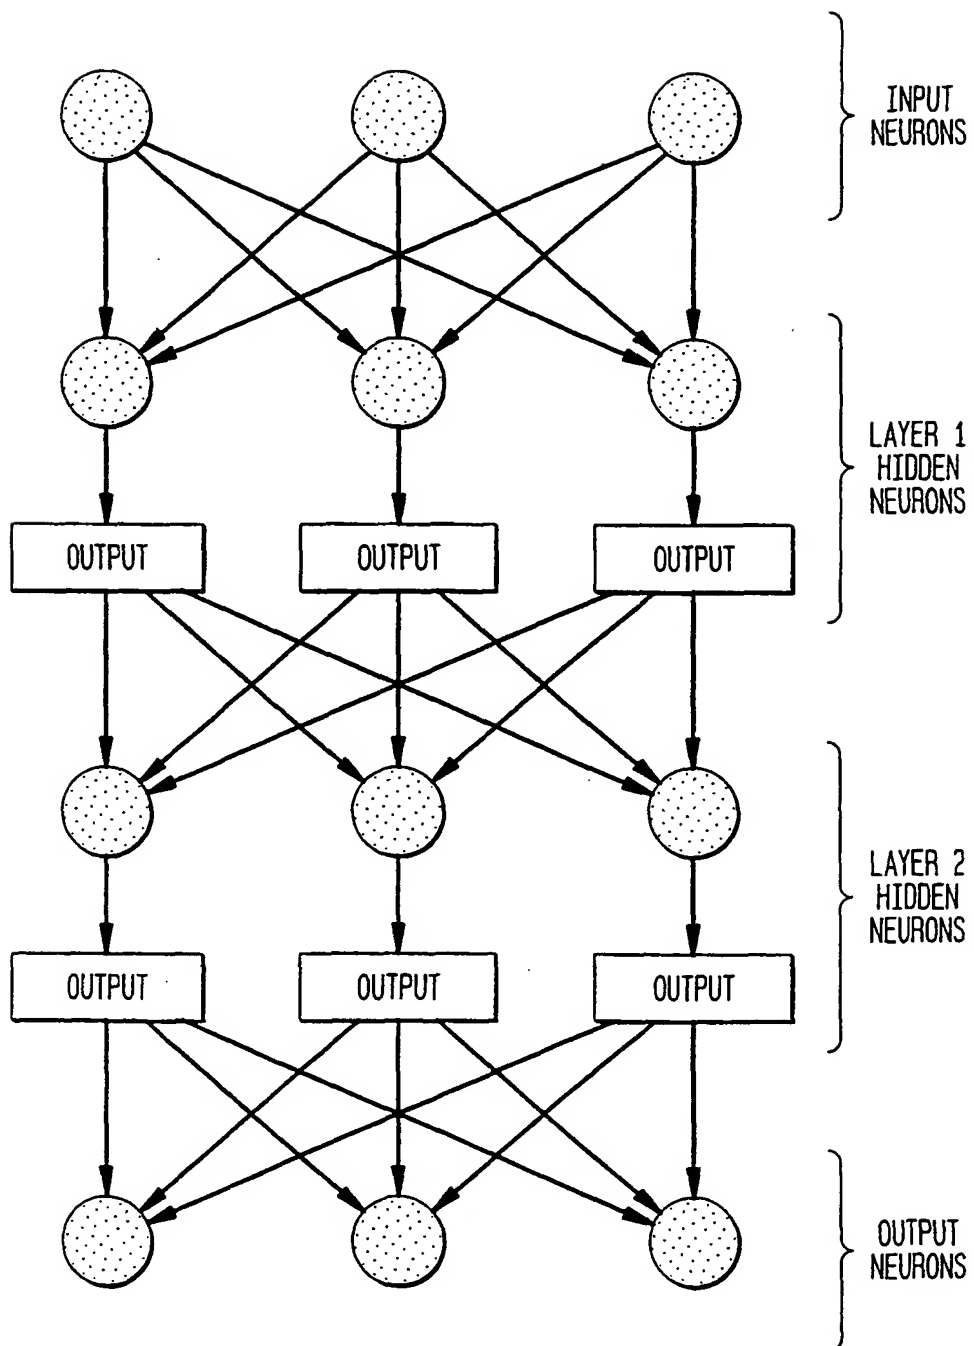 INPUT
NEURONS
LAYER 1
HIDDEN
NEURONS
OUTPUT OUTPUT OUTPUT
LAYER 2
HIDDEN
NEURONS
OUTPUT OUTPUT OUTPUT
OUTPUT
NEURONS